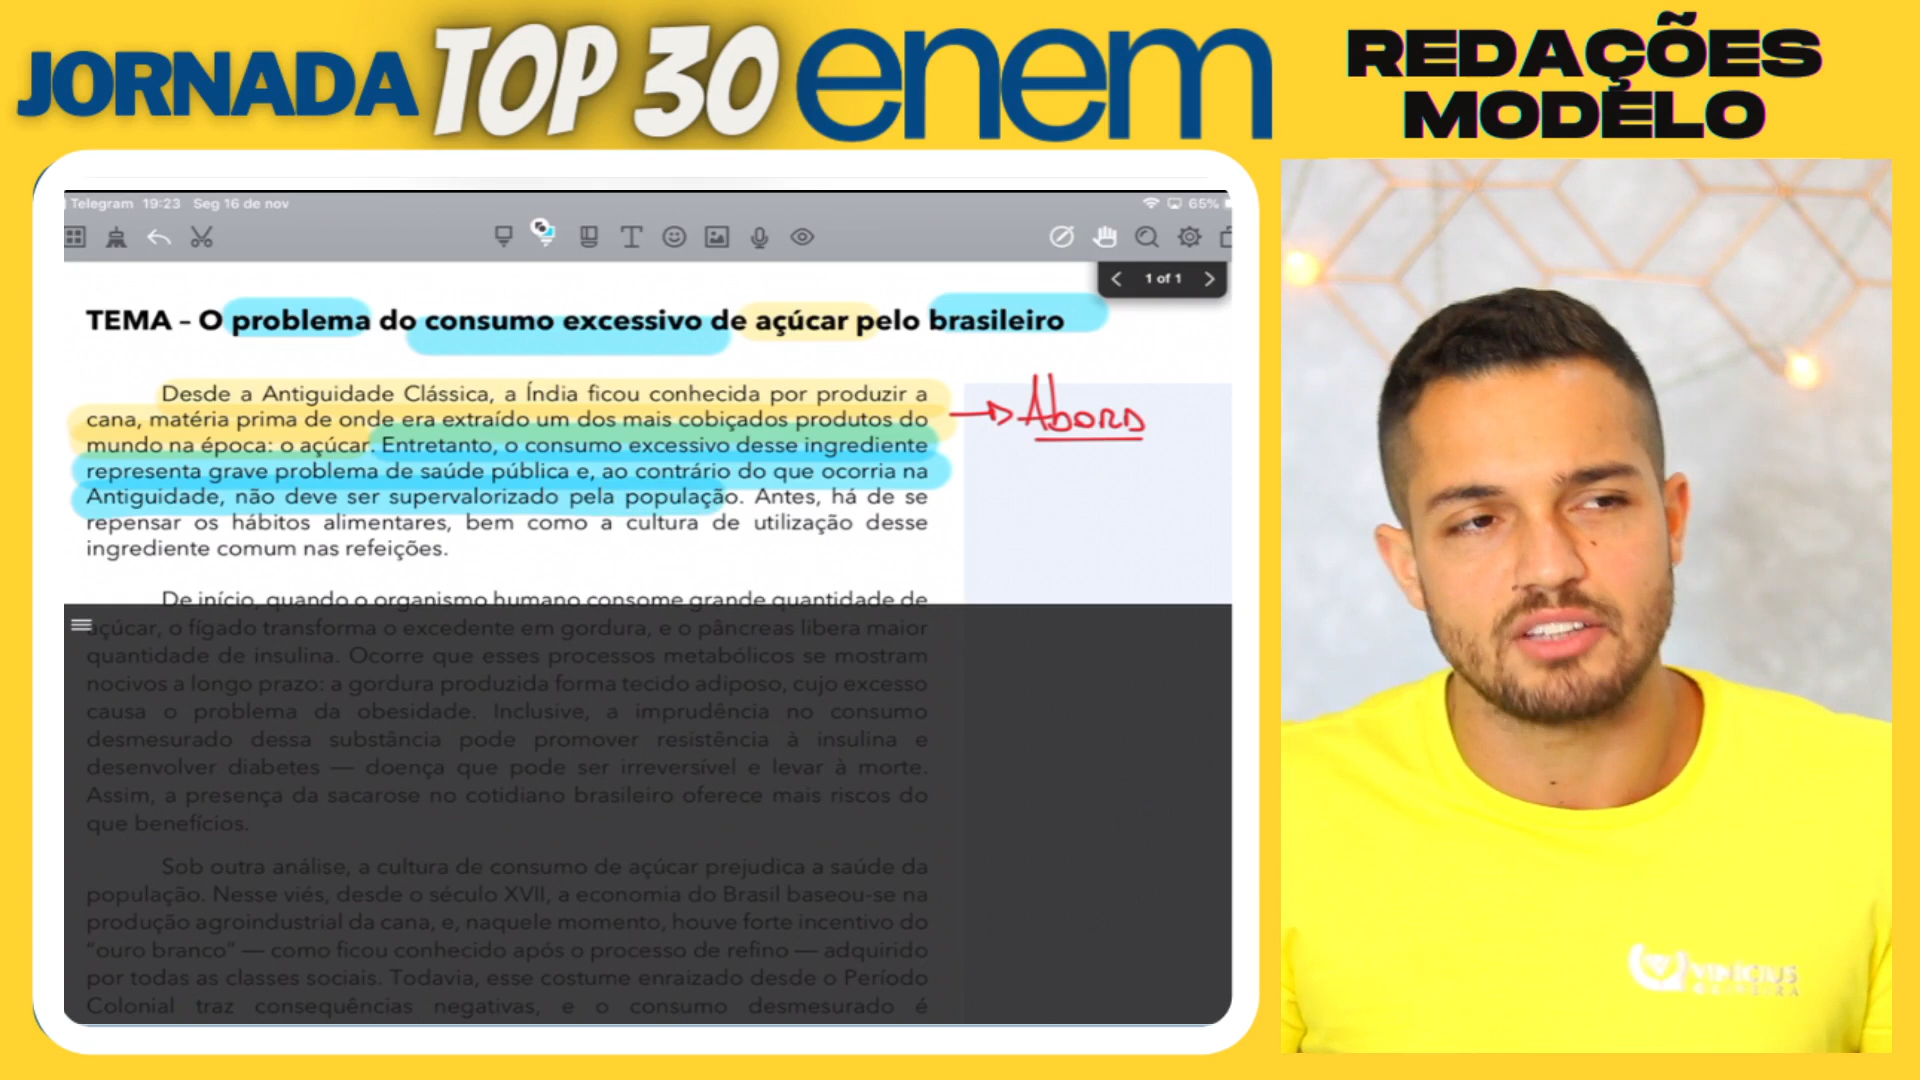 JORNADA TOP 30 enem
REDAÇÕES
MODELO
Telegram 19:23 Seg 16 de nov
65%
1 of 1
TEMA – O problema do consumo excessivo de açúcar pelo brasileiro
Desde a Antiguidade Clássica, a Índia ficou conhecida por produzir a
cana, matéria prima de onde era extraído um dos mais cobiçados produtos do
mundo na época: o açúcar. Entretanto, o consumo excessivo desse ingrediente
representa grave problema de saúde pública e, ao contrário do que ocorria na
Antiguidade, não deve ser supervalorizado pela população. Antes, há de se
repensar os hábitos alimentares, bem como a cultura de utilização desse
ingrediente comum nas refeições.
Abord
De início, quando o organismo humano consome grande quantidade de
açúcar, o fígado transforma o excedente em gordura, e o pâncreas libera maior
quantidade de insulina. Ocorre que esses processos metabólicos se mostram
nocivos a longo prazo: a gordura produzida forma tecido adiposo, cujo excesso
causa o problema da obesidade. Inclusive, a imprudência no consumo
desmesurado dessa substância pode promover resistência à insulina e
desenvolver diabetes — doença que pode ser irreversível e levar à morte.
Assim, a presença da sacarose no cotidiano brasileiro oferece mais riscos do
que benefícios.
Sob outra análise, a cultura de consumo de açúcar prejudica a saúde da
população. Nesse viés, desde o século XVII, a economia do Brasil baseou-se na
produção agroindustrial da cana, e, naquele momento, houve forte incentivo do
“ouro branco” — como ficou conhecido após o processo de refino — adquirido
por todas as classes sociais. Todavia, esse costume enraizado desde o Período
Colonial traz consequências negativas, e o consumo desmesurado é
VINÍCIUS
OLIVEIRA